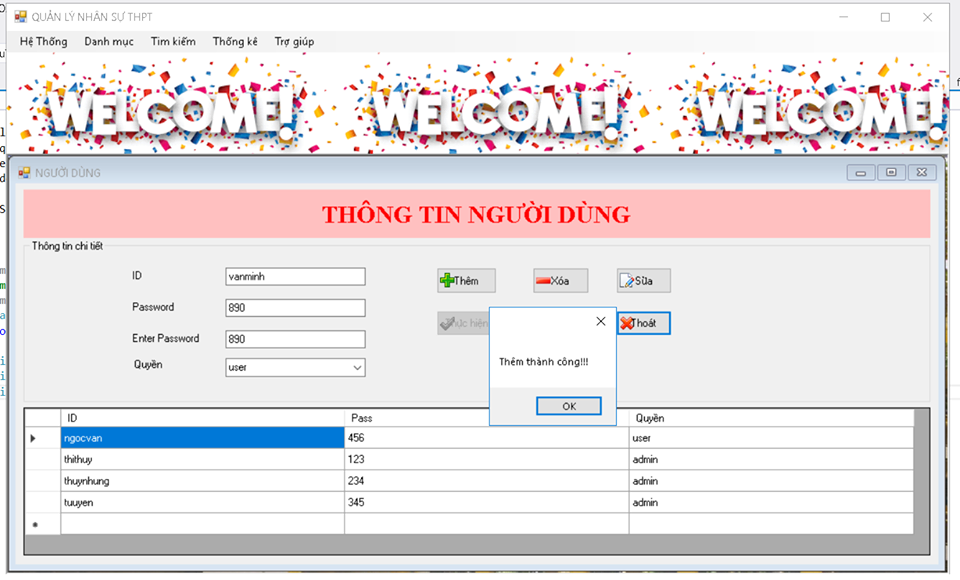 QUẢN LÝ NHÂN SỰ THPT
Hệ Thống Danh mục Tìm kiếm Thống kê Trợ giúp
WELCOME! WELCOME! WELCOME!
NGƯỜI DÙNG
THÔNG TIN NGƯỜI DÙNG
Thông tin chi tiết
ID vanminh Thêm Xóa Sửa
Password 890 Thoát
Enter Password 890
Quyền user
Thêm thành công!!!
OK
ID Pass Quyền
ngocvan 456 user
thithuy 123 admin
thuynhung 234 admin
tuuyen 345 admin